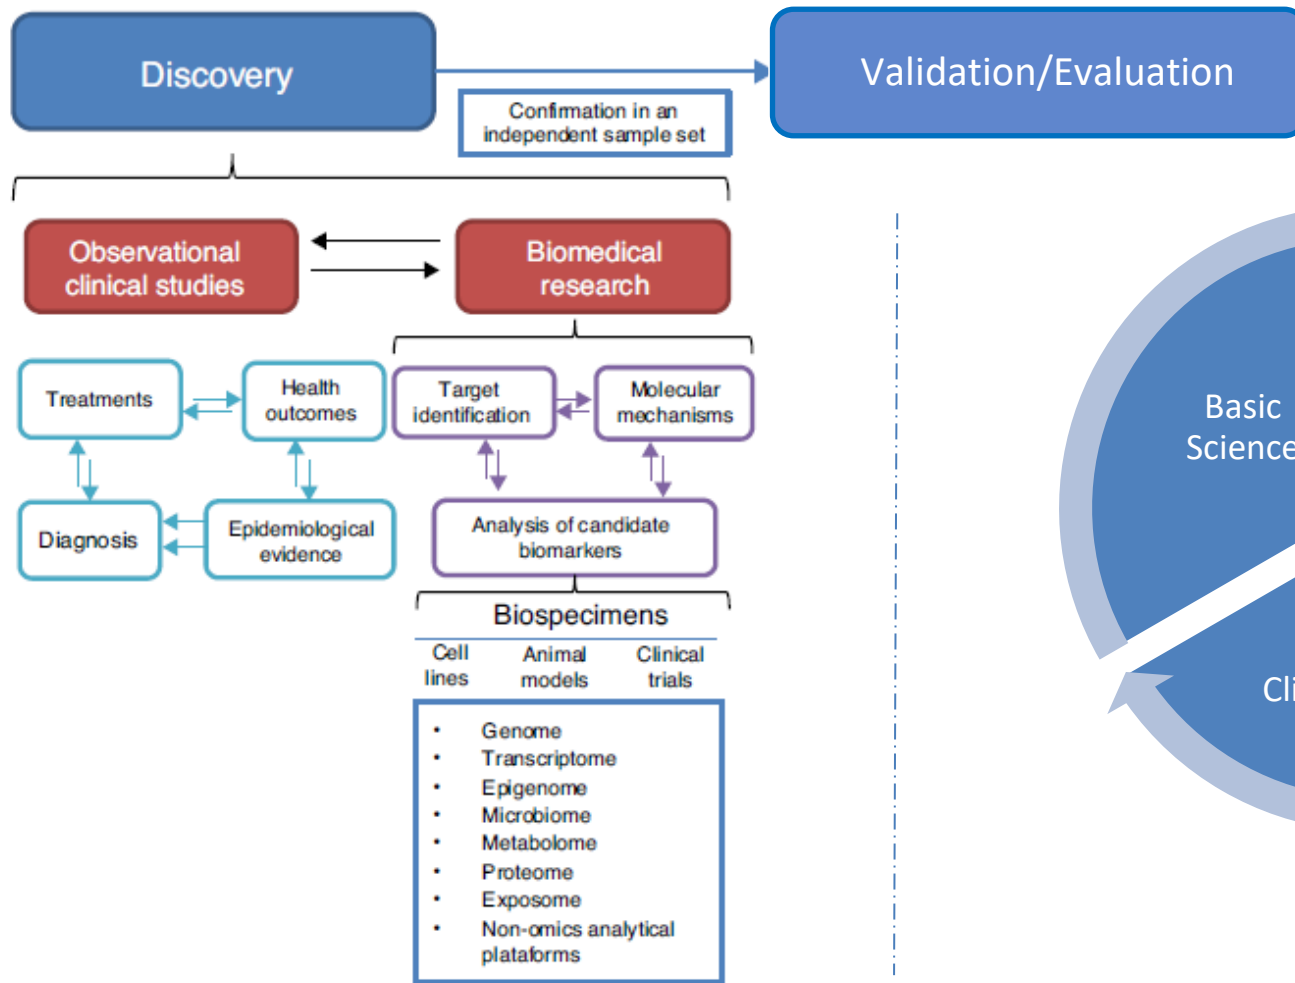 Discovery
Validation/Evaluation
Confirmation in an
independent sample set
Observational
clinical studies
Biomedical
research
Treatments
Health
outcomes
Target
identification
Molecular
mechanisms
Diagnosis
Epidemiological
evidence
Analysis of candidate
biomarkers
Biospecimens
Cell
lines
Animal
models
Clinical
trials
• Genome
• Transcriptome
• Epigenome
• Microbiome
• Metabolome
• Proteome
• Exposome
• Non-omics analytical
plataforms
Basic
Science
Cli